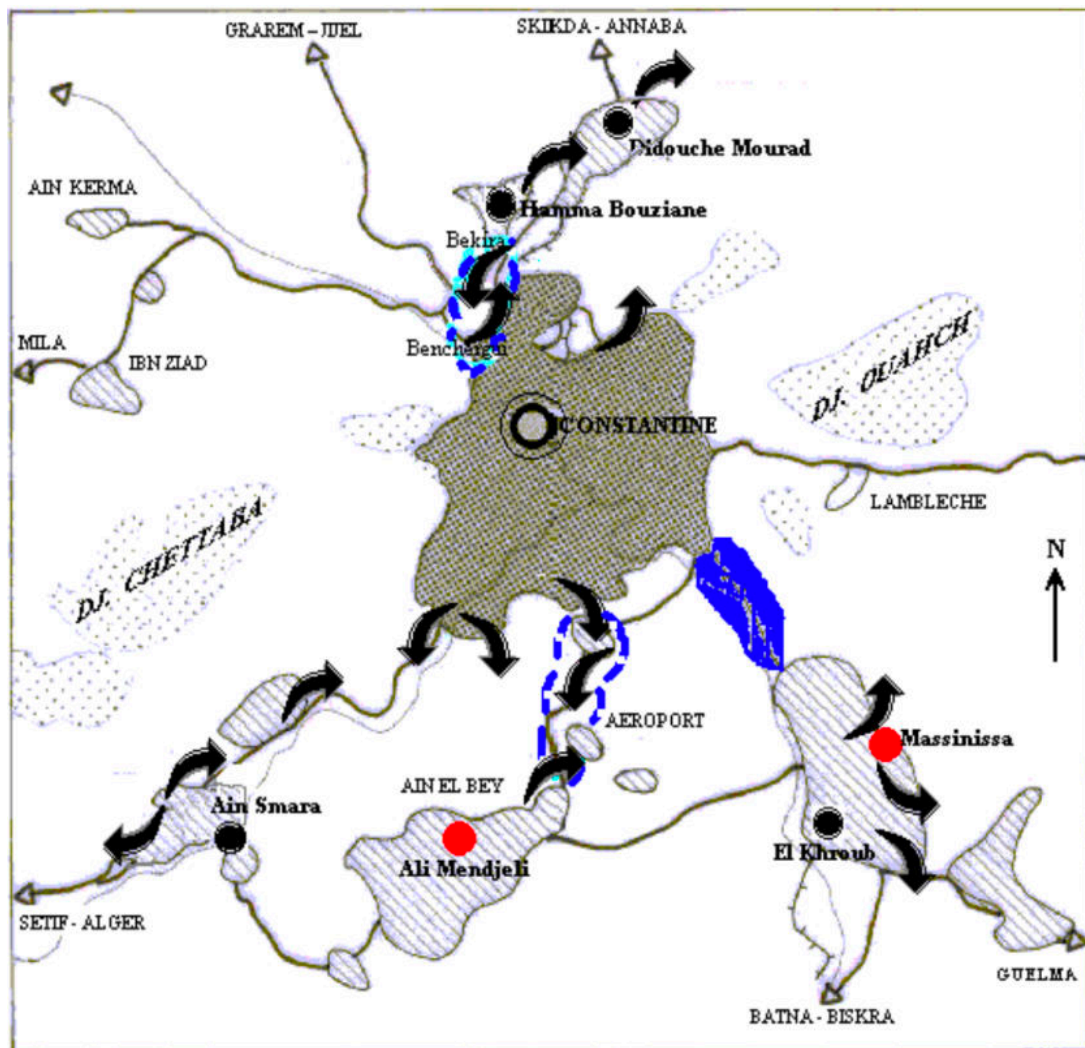 GRAREM - JIJEL
SKIKDA - ANNABA
Didouche Mourad
AIN KERMA
Hamma Bouziane
Bekira
MILA
IBN ZIAD
Benchergui
DJ. OUAHCH
CONSTANTINE
LAMBLECHE
DJ. CHETTABA
N
AEROPORT
Massinissa
AIN EL BEY
Ain Smara
El Khroub
Ali Mendjeli
SETIF - ALGER
GUELMA
BATNA - BISKRA